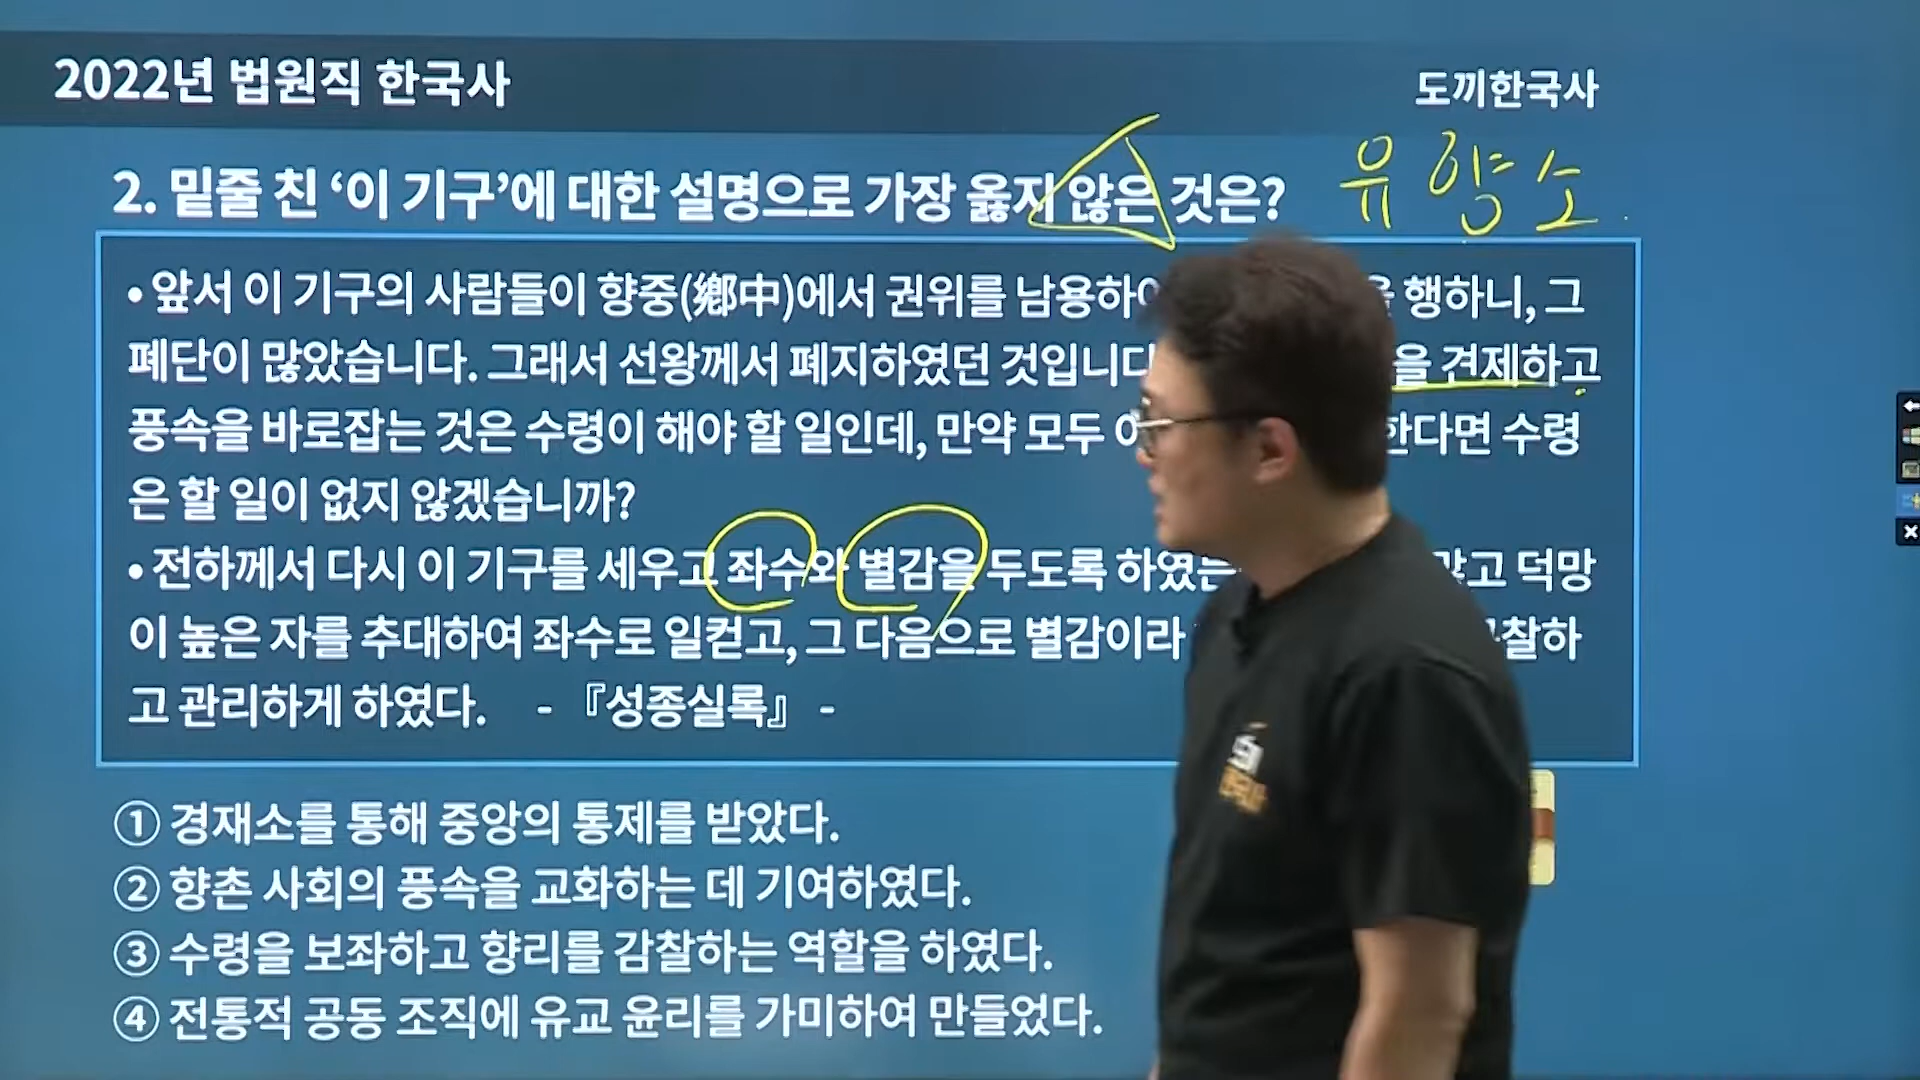 2022년 법원직 한국사
도끼한국사
2. 밑줄 친 ‘이 기구’에 대한 설명으로 가장 옳지 않은 것은?
유향소
• 앞서 이 기구의 사람들이 향중(鄕中)에서 권위를 남용하여 행하니, 그
폐단이 많았습니다. 그래서 선왕께서 폐지하였던 것입니다 을 견제하고
풍속을 바로잡는 것은 수령이 해야 할 일인데, 만약 모두 한다면 수령
은 할 일이 없지 않겠습니까?
• 전하께서 다시 이 기구를 세우고 좌수와 별감을 두도록 하였는 많고 덕망
이 높은 자를 추대하여 좌수로 일컫고, 그 다음으로 별감이라 규찰하
고 관리하게 하였다. - 『성종실록』 -
① 경재소를 통해 중앙의 통제를 받았다.
② 향촌 사회의 풍속을 교화하는 데 기여하였다.
③ 수령을 보좌하고 향리를 감찰하는 역할을 하였다.
④ 전통적 공동 조직에 유교 윤리를 가미하여 만들었다.